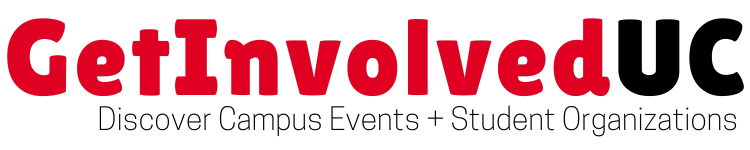 GetInvolvedUC
Discover Campus Events + Student Organizations